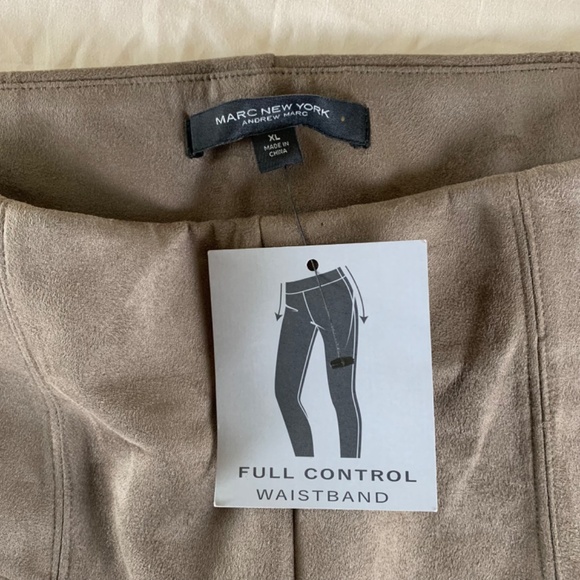 MARC NEW YORK
ANDREW MARC
XL
MADE IN
CHINA
FULL CONTROL
WAISTBAND